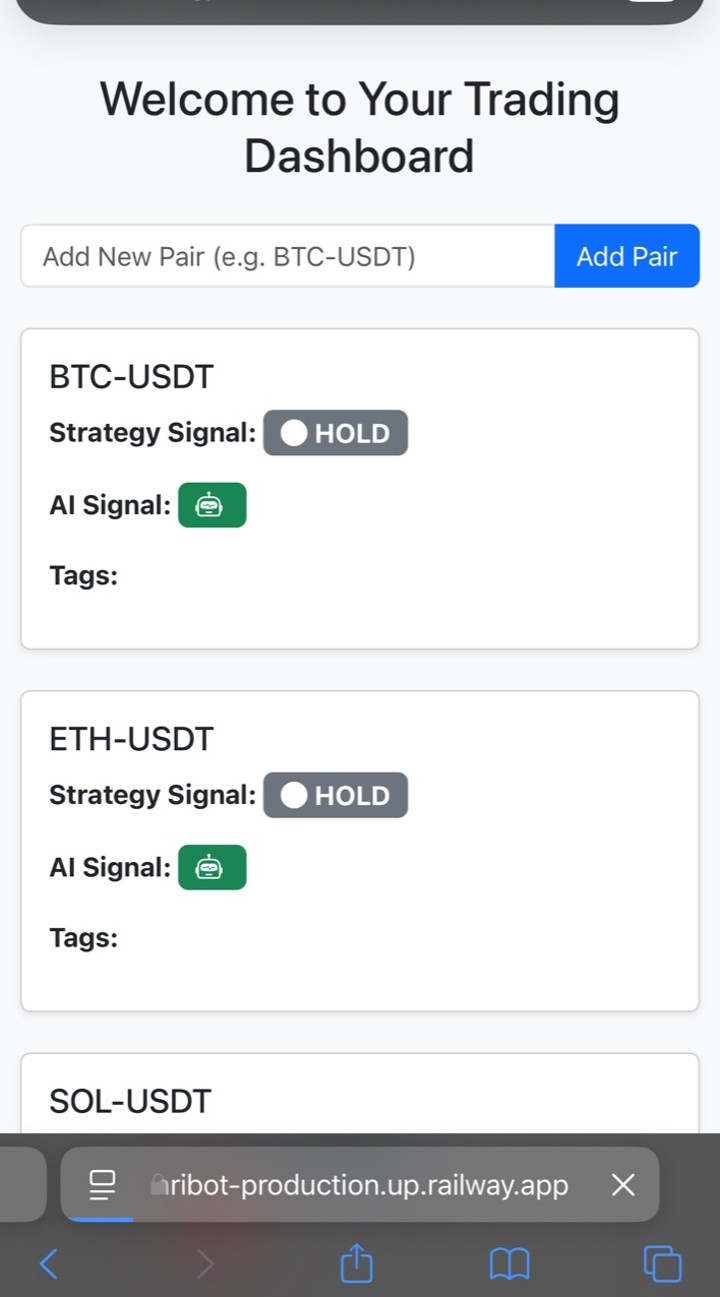 Welcome to Your Trading
Dashboard
Add New Pair (e.g. BTC-USDT)
Add Pair
BTC-USDT
Strategy Signal: HOLD
AI Signal:
Tags:
ETH-USDT
Strategy Signal: HOLD
AI Signal:
Tags:
SOL-USDT
ribot-production.up.railway.app